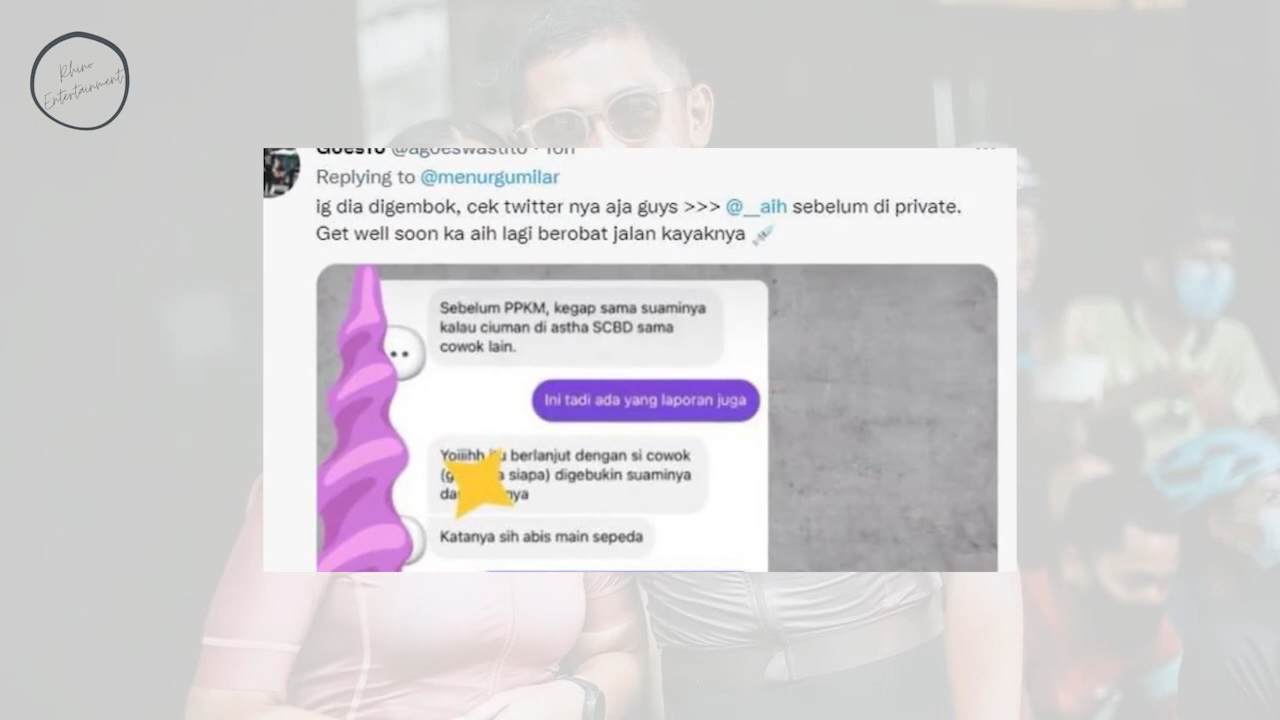 Rhino
Entertainment
GoesTo @agoeswastito · 10h
Replying to @menurgumilar
ig dia digembok, cek twitter nya aja guys >>> @__aih sebelum di private.
Get well soon ka aih lagi berobat jalan kayaknya
Sebelum PPKM, kegap sama suaminya
kalau ciuman di astha SCBD sama
cowok lain.
Ini tadi ada yang laporan juga
Yoiiihh berlanjut dengan si cowok
siapa) digebukin suaminya
Katanya sih abis main sepeda